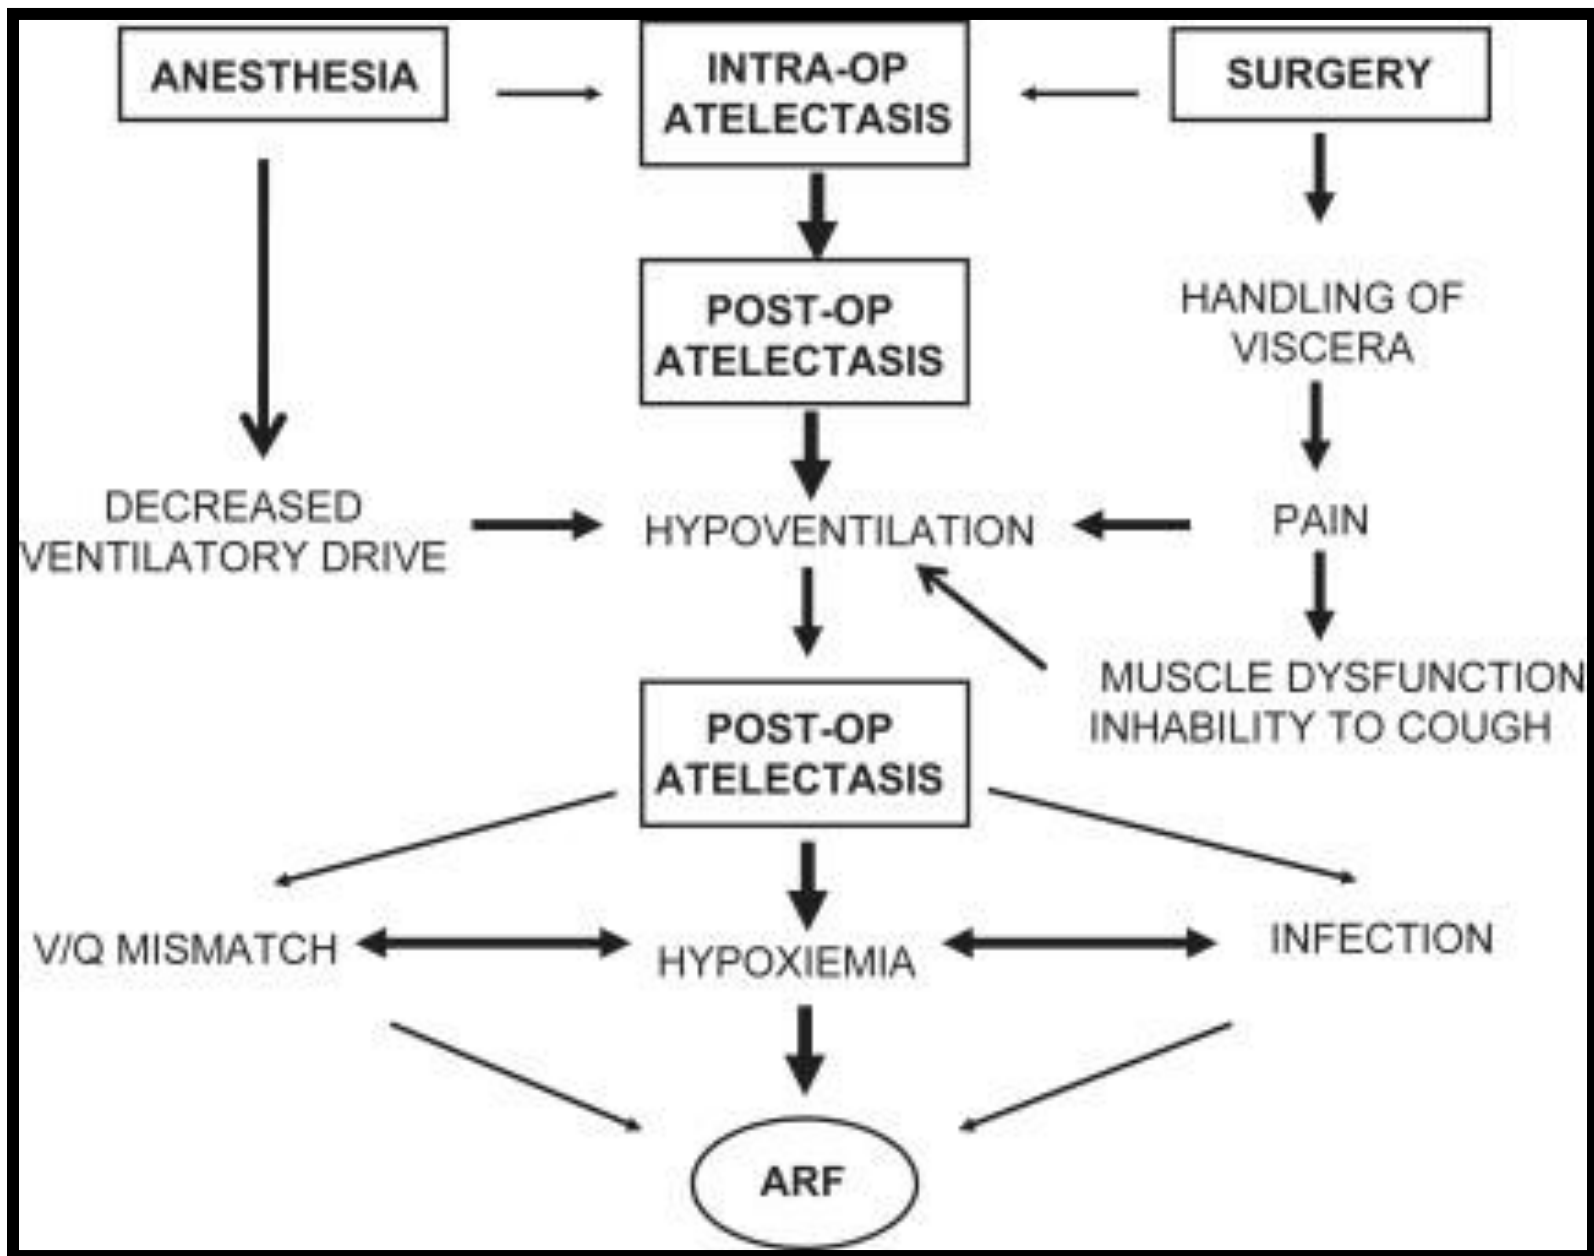 ANESTHESIA
INTRA-OP
ATELECTASIS
SURGERY
POST-OP
ATELECTASIS
HANDLING OF
VISCERA
DECREASED
VENTILATORY DRIVE
HYPOVENTILATION
PAIN
MUSCLE DYSFUNCTION
INHABILITY TO COUGH
POST-OP
ATELECTASIS
V/Q MISMATCH
HYPOXIEMIA
INFECTION
ARF